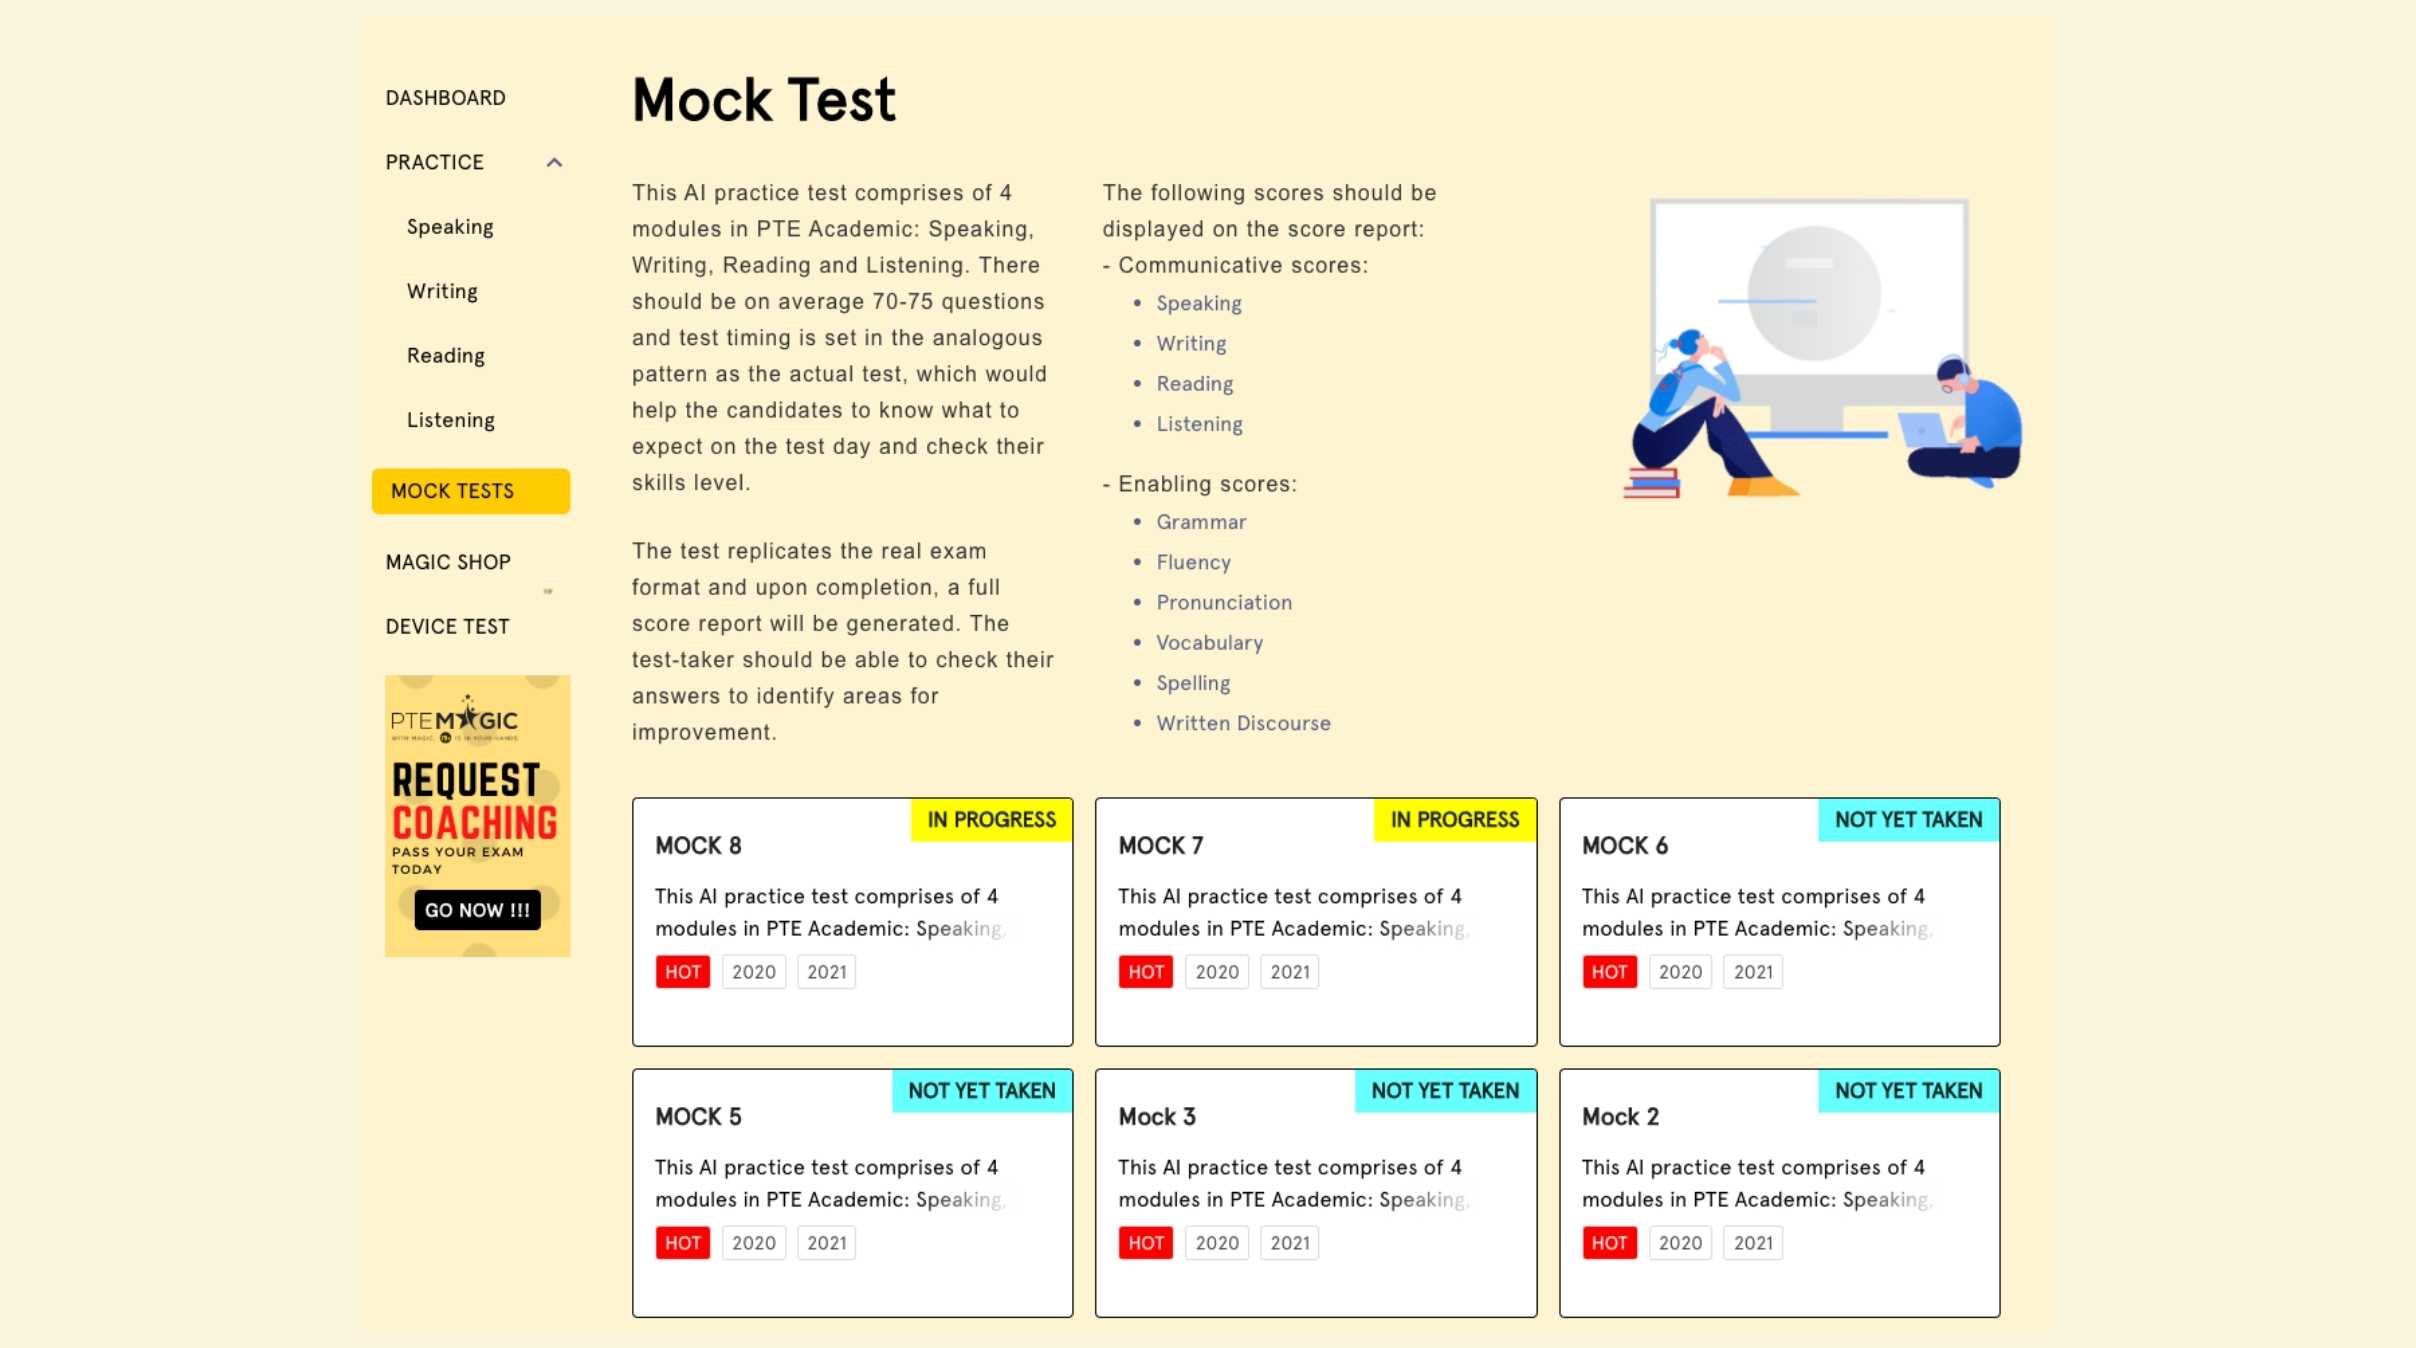 DASHBOARD
PRACTICE
Speaking
Writing
Reading
Listening
MOCK TESTS
MAGIC SHOP
DEVICE TEST
PTEMAGIC
REQUEST
COACHING
PASS YOUR EXAM
TODAY
GO NOW !!!
Mock Test
This AI practice test comprises of 4
modules in PTE Academic: Speaking,
Writing, Reading and Listening. There
should be on average 70-75 questions
and test timing is set in the analogous
pattern as the actual test, which would
help the candidates to know what to
expect on the test day and check their
skills level.
The test replicates the real exam
format and upon completion, a full
score report will be generated. The
test-taker should be able to check their
answers to identify areas for
improvement.
The following scores should be
displayed on the score report:
- Communicative scores:
• Speaking
• Writing
• Reading
• Listening
- Enabling scores:
• Grammar
• Fluency
• Pronunciation
• Vocabulary
• Spelling
• Written Discourse
IN PROGRESS
MOCK 8
This AI practice test comprises of 4
modules in PTE Academic: Speaking,
HOT 2020 2021
IN PROGRESS
MOCK 7
This AI practice test comprises of 4
modules in PTE Academic: Speaking,
HOT 2020 2021
NOT YET TAKEN
MOCK 6
This AI practice test comprises of 4
modules in PTE Academic: Speaking,
HOT 2020 2021
NOT YET TAKEN
MOCK 5
This AI practice test comprises of 4
modules in PTE Academic: Speaking,
HOT 2020 2021
NOT YET TAKEN
Mock 3
This AI practice test comprises of 4
modules in PTE Academic: Speaking,
HOT 2020 2021
NOT YET TAKEN
Mock 2
This AI practice test comprises of 4
modules in PTE Academic: Speaking,
HOT 2020 2021